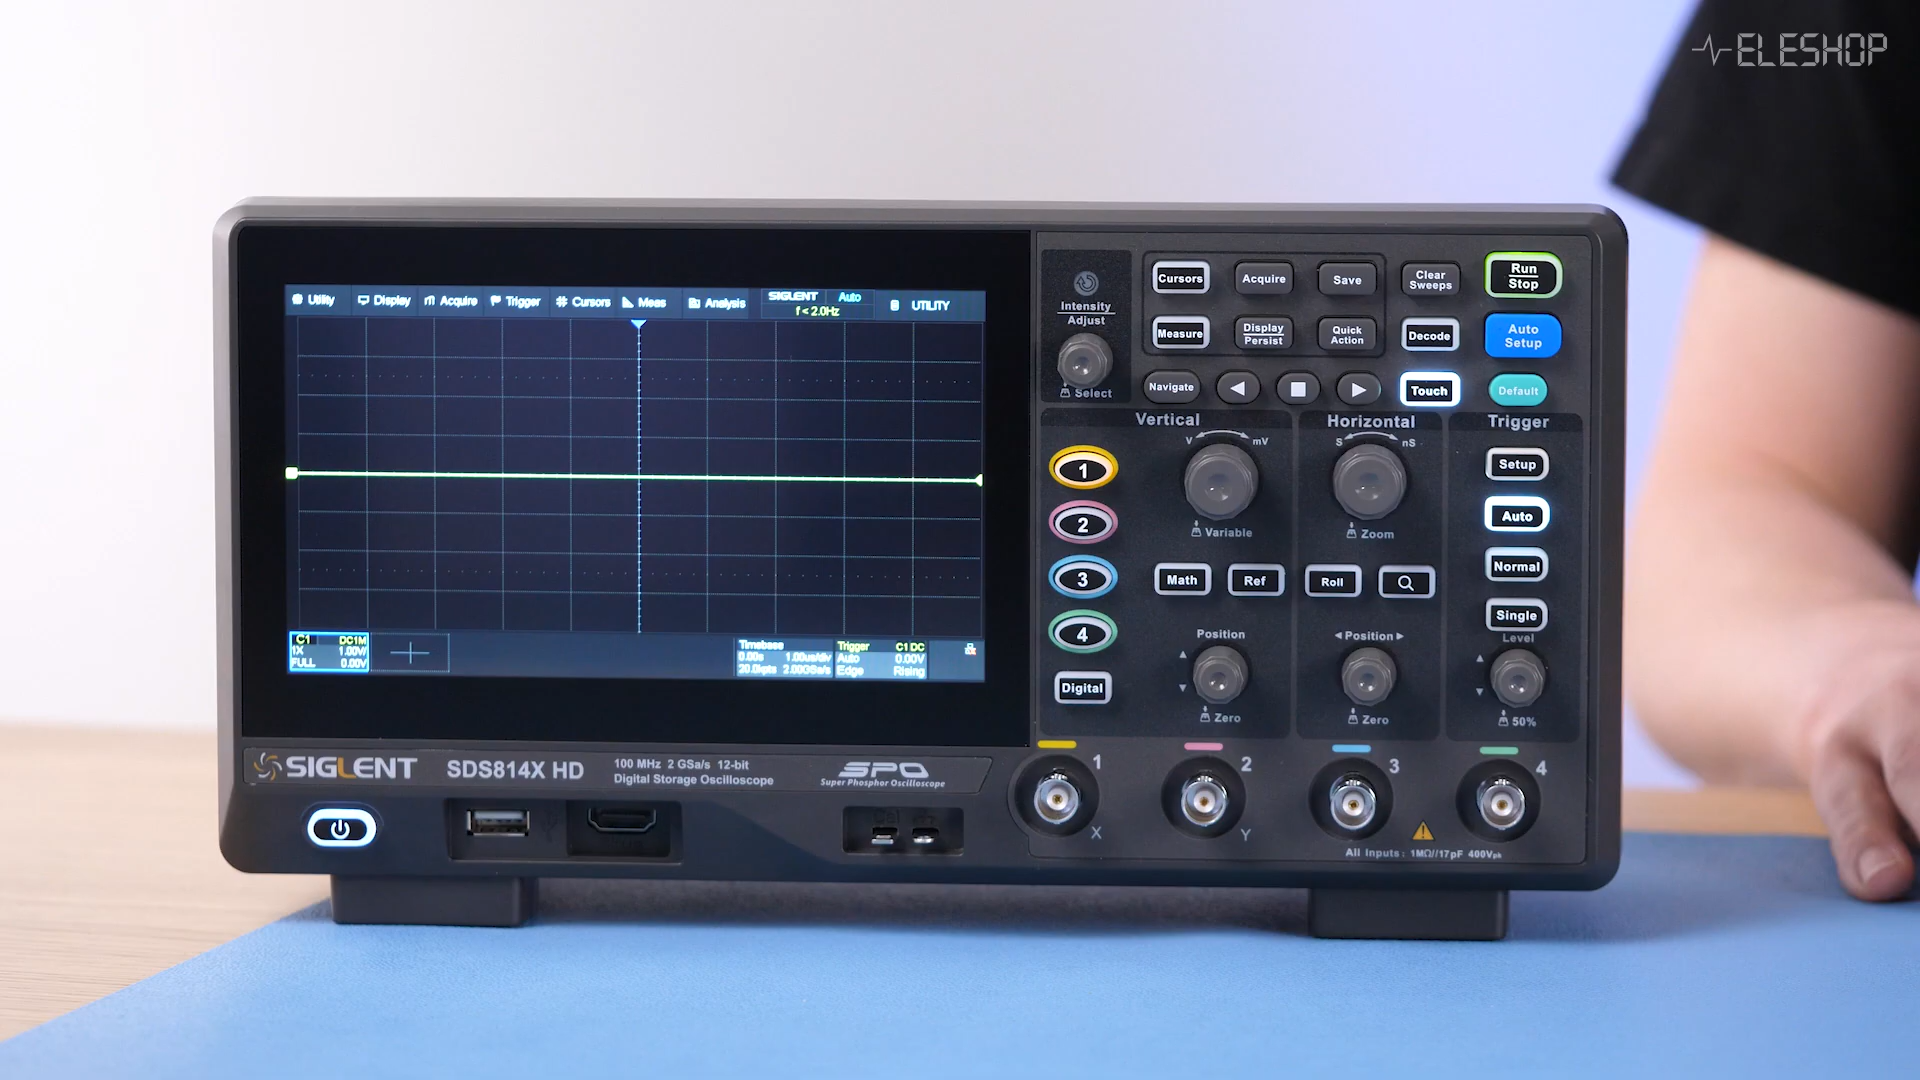 ELESHOP
Utility Display Acquire Trigger Cursors Meas Analysis SIGLENT Auto UTILITY
f < 2.0Hz
C1 DC1M
1X 1.00V/
FULL 0.00V
Timebase
0.00s 1.00us/div
20.0kpts 2.00GSa/s
Trigger C1 DC
Auto 0.00V
Edge Rising
Intensity
Adjust
Select
Cursors Acquire Save Clear Sweeps Run Stop
Measure Display Persist Quick Action Decode Auto Setup
Navigate Touch Default
Vertical Horizontal Trigger
V mV S nS
1
2
3
4
Digital
Variable Zoom
Math Ref Roll
Position Position
Zero Zero
Setup
Auto
Normal
Single
Level
50%
SIGLENT SDS814X HD
100 MHz 2 GSa/s 12-bit
Digital Storage Oscilloscope
SPO
Super Phosphor Oscilloscope
1 2 3 4
X Y
All Inputs : 1MΩ//17pF 400Vpk